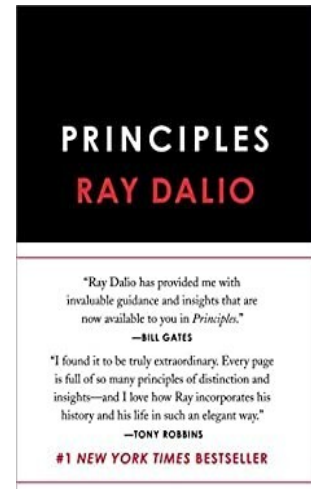 PRINCIPLES
RAY DALIO
“Ray Dalio has provided me with
invaluable guidance and insights that are
now available to you in Principles.”
—BILL GATES
“I found it to be truly extraordinary. Every page
is full of so many principles of distinction and
insights—and I love how Ray incorporates his
history and his life in such an elegant way.”
—TONY ROBBINS
#1 NEW YORK TIMES BESTSELLER